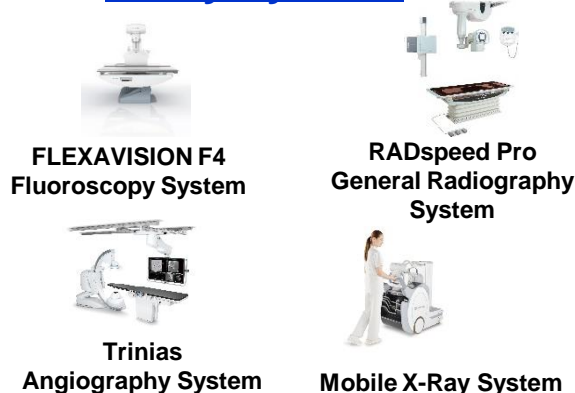 FLEXAVISION F4
Fluoroscopy System
RADspeed Pro
General Radiography
System
Trinias
Angiography System
Mobile X-Ray System